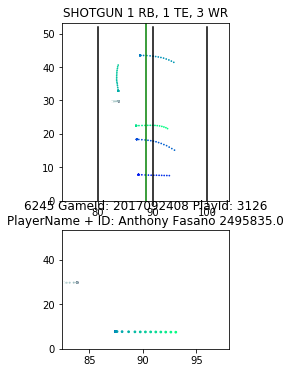 SHOTGUN 1 RB, 1 TE, 3 WR
50
40
30
20
10
0
80 90 100
6245 GameId: 2017092408 PlayId: 3126
PlayerName + ID: Anthony Fasano 2495835.0
40
20
0
85 90 95